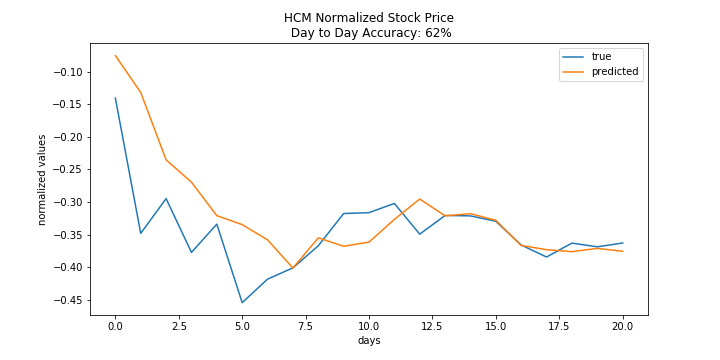 HCM Normalized Stock Price
Day to Day Accuracy: 62%
true
predicted
normalized values
−0.10
−0.15
−0.20
−0.25
−0.30
−0.35
−0.40
−0.45
0.0 2.5 5.0 7.5 10.0 12.5 15.0 17.5 20.0
days